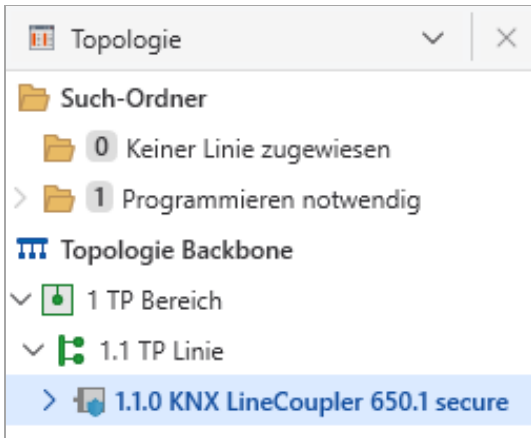 Topologie
Such-Ordner
0 Keiner Linie zugewiesen
1 Programmieren notwendig
Topologie Backbone
1 TP Bereich
1.1 TP Linie
1.1.0 KNX LineCoupler 650.1 secure